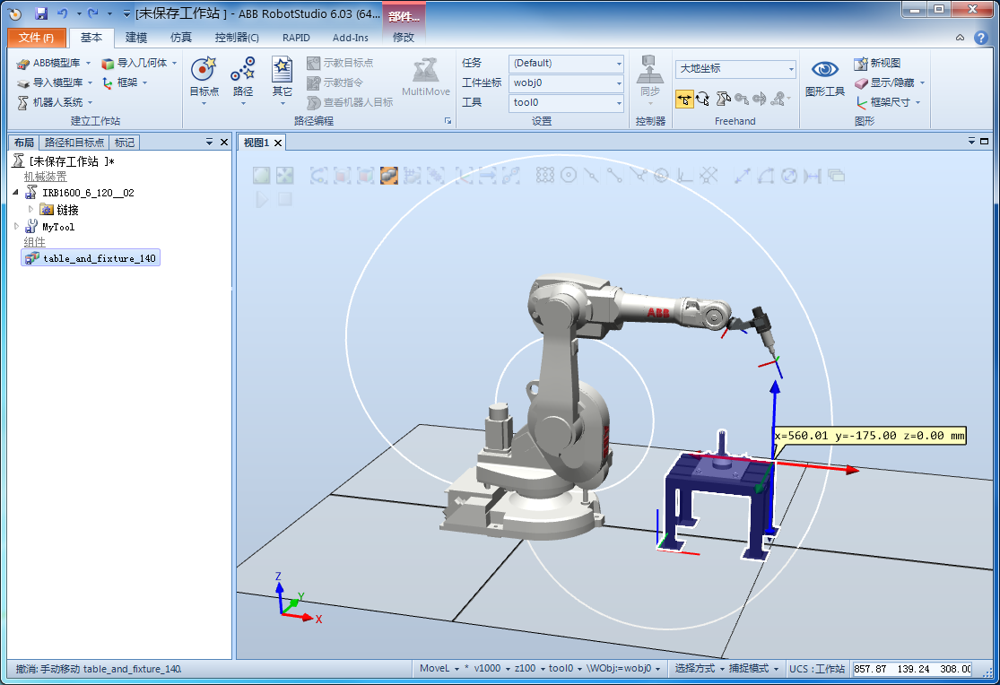 [未保存工作站 ] - ABB RobotStudio 6.03 (64...
部件...
文件(F) 基本 建模 仿真 控制器(C) RAPID Add-Ins 修改
ABB模型库 导入几何体
导入模型库 框架
机器人系统
建立工作站
目标点 路径 其它
示教目标点
示教指令
查看机器人目标
MultiMove
路径编程
任务 (Default)
工件坐标 wobj0
工具 tool0
设置
同步
控制器
大地坐标
Freehand
图形工具
新视图
显示/隐藏
框架尺寸
图形
布局 路径和目标点 标记
视图1
[未保存工作站 ]*
机械装置
IRB1600_6_120__02
链接
MyTool
组件
table_and_fixture_140
ABB
x=560.01 y=-175.00 z=0.00 mm
Z
Y
X
撤消: 手动移动 table_and_fixture_140.
MoveL * v1000 z100 tool0 \WObj:=wobj0 选择方式 捕捉模式 UCS : 工作站 857.87 139.24 308.00